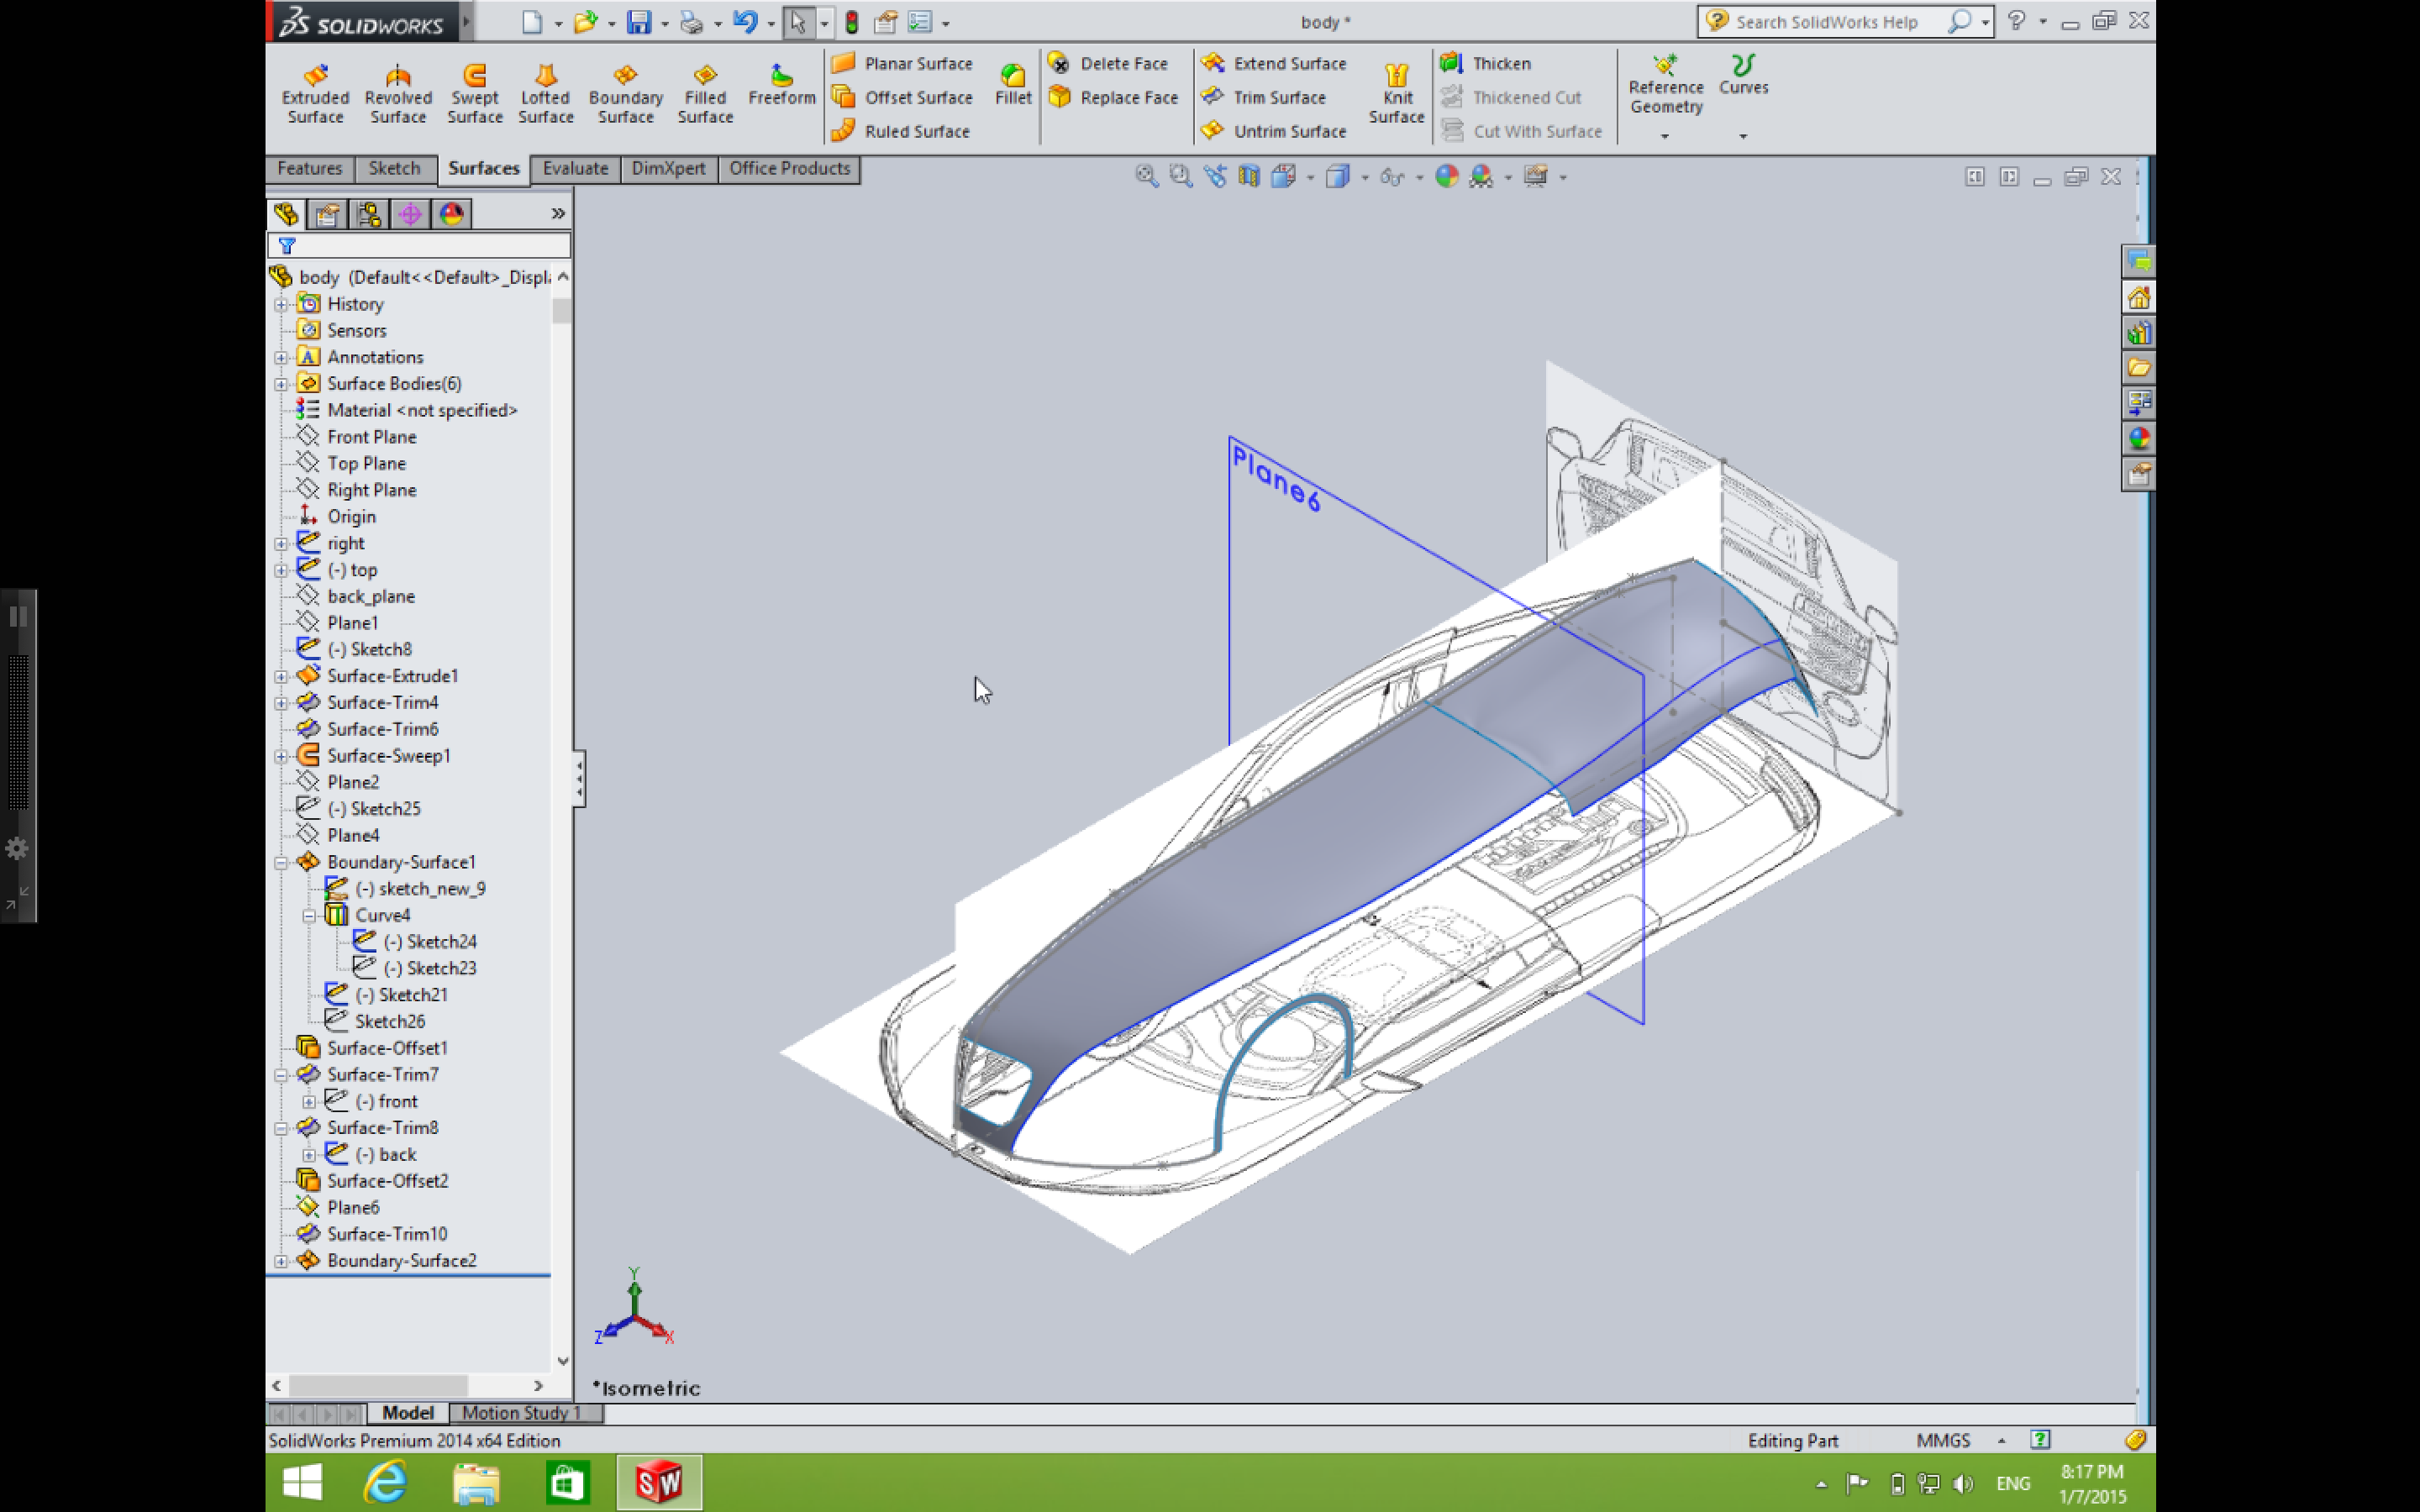 SOLIDWORKS
body *
Search SolidWorks Help
Extruded Surface
Revolved Surface
Swept Surface
Lofted Surface
Boundary Surface
Filled Surface
Freeform
Planar Surface
Offset Surface
Ruled Surface
Fillet
Delete Face
Replace Face
Extend Surface
Trim Surface
Untrim Surface
Knit Surface
Thicken
Thickened Cut
Cut With Surface
Reference Geometry
Curves
Features
Sketch
Surfaces
Evaluate
DimXpert
Office Products
body (Default<<Default>_Displa
History
Sensors
Annotations
Surface Bodies(6)
Material <not specified>
Front Plane
Top Plane
Right Plane
Origin
right
(-) top
back_plane
Plane1
(-) Sketch8
Surface-Extrude1
Surface-Trim4
Surface-Trim6
Surface-Sweep1
Plane2
(-) Sketch25
Plane4
Boundary-Surface1
(-) sketch_new_9
Curve4
(-) Sketch24
(-) Sketch23
(-) Sketch21
Sketch26
Surface-Offset1
Surface-Trim7
(-) front
Surface-Trim8
(-) back
Surface-Offset2
Plane6
Surface-Trim10
Boundary-Surface2
Plane6
Y
Z
X
*Isometric
Model
Motion Study 1
SolidWorks Premium 2014 x64 Edition
Editing Part
MMGS
SW
ENG
8:17 PM
1/7/2015